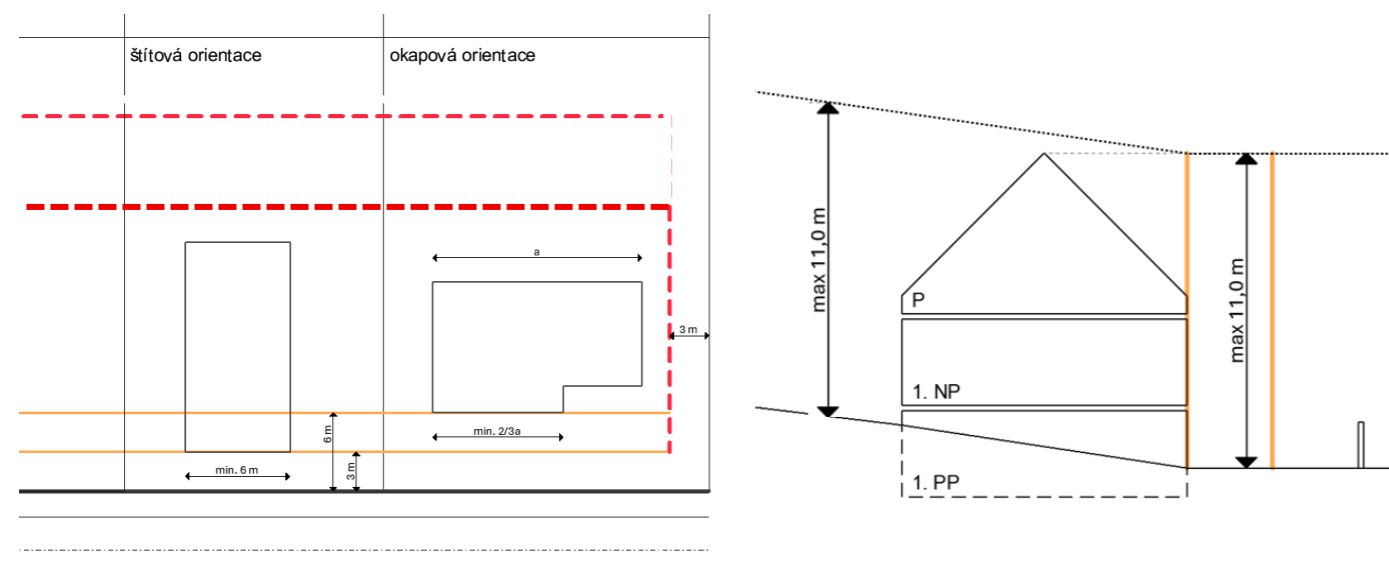 štítová orientace
okapová orientace
a
3 m
min. 2/3a
6 m
3 m
min. 6 m
max 11,0 m
max 11,0 m
P
1. NP
1. PP